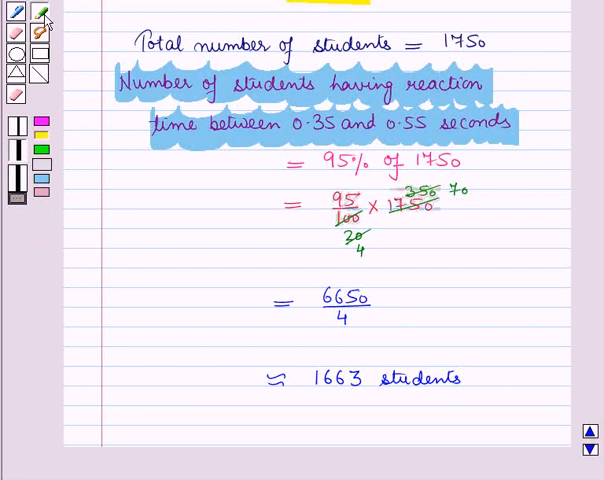 Total number of students = 1750
Number of students having reaction
time between 0.35 and 0.55 seconds
= 95% of 1750
350 70
= 95/100 × 1750
20
4
= 6650/4
≈ 1663 students